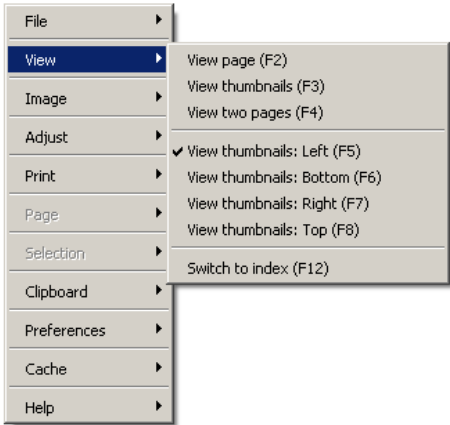 File
View
Image
Adjust
Print
Page
Selection
Clipboard
Preferences
Cache
Help
View page (F2)
View thumbnails (F3)
View two pages (F4)
View thumbnails: Left (F5)
View thumbnails: Bottom (F6)
View thumbnails: Right (F7)
View thumbnails: Top (F8)
Switch to index (F12)